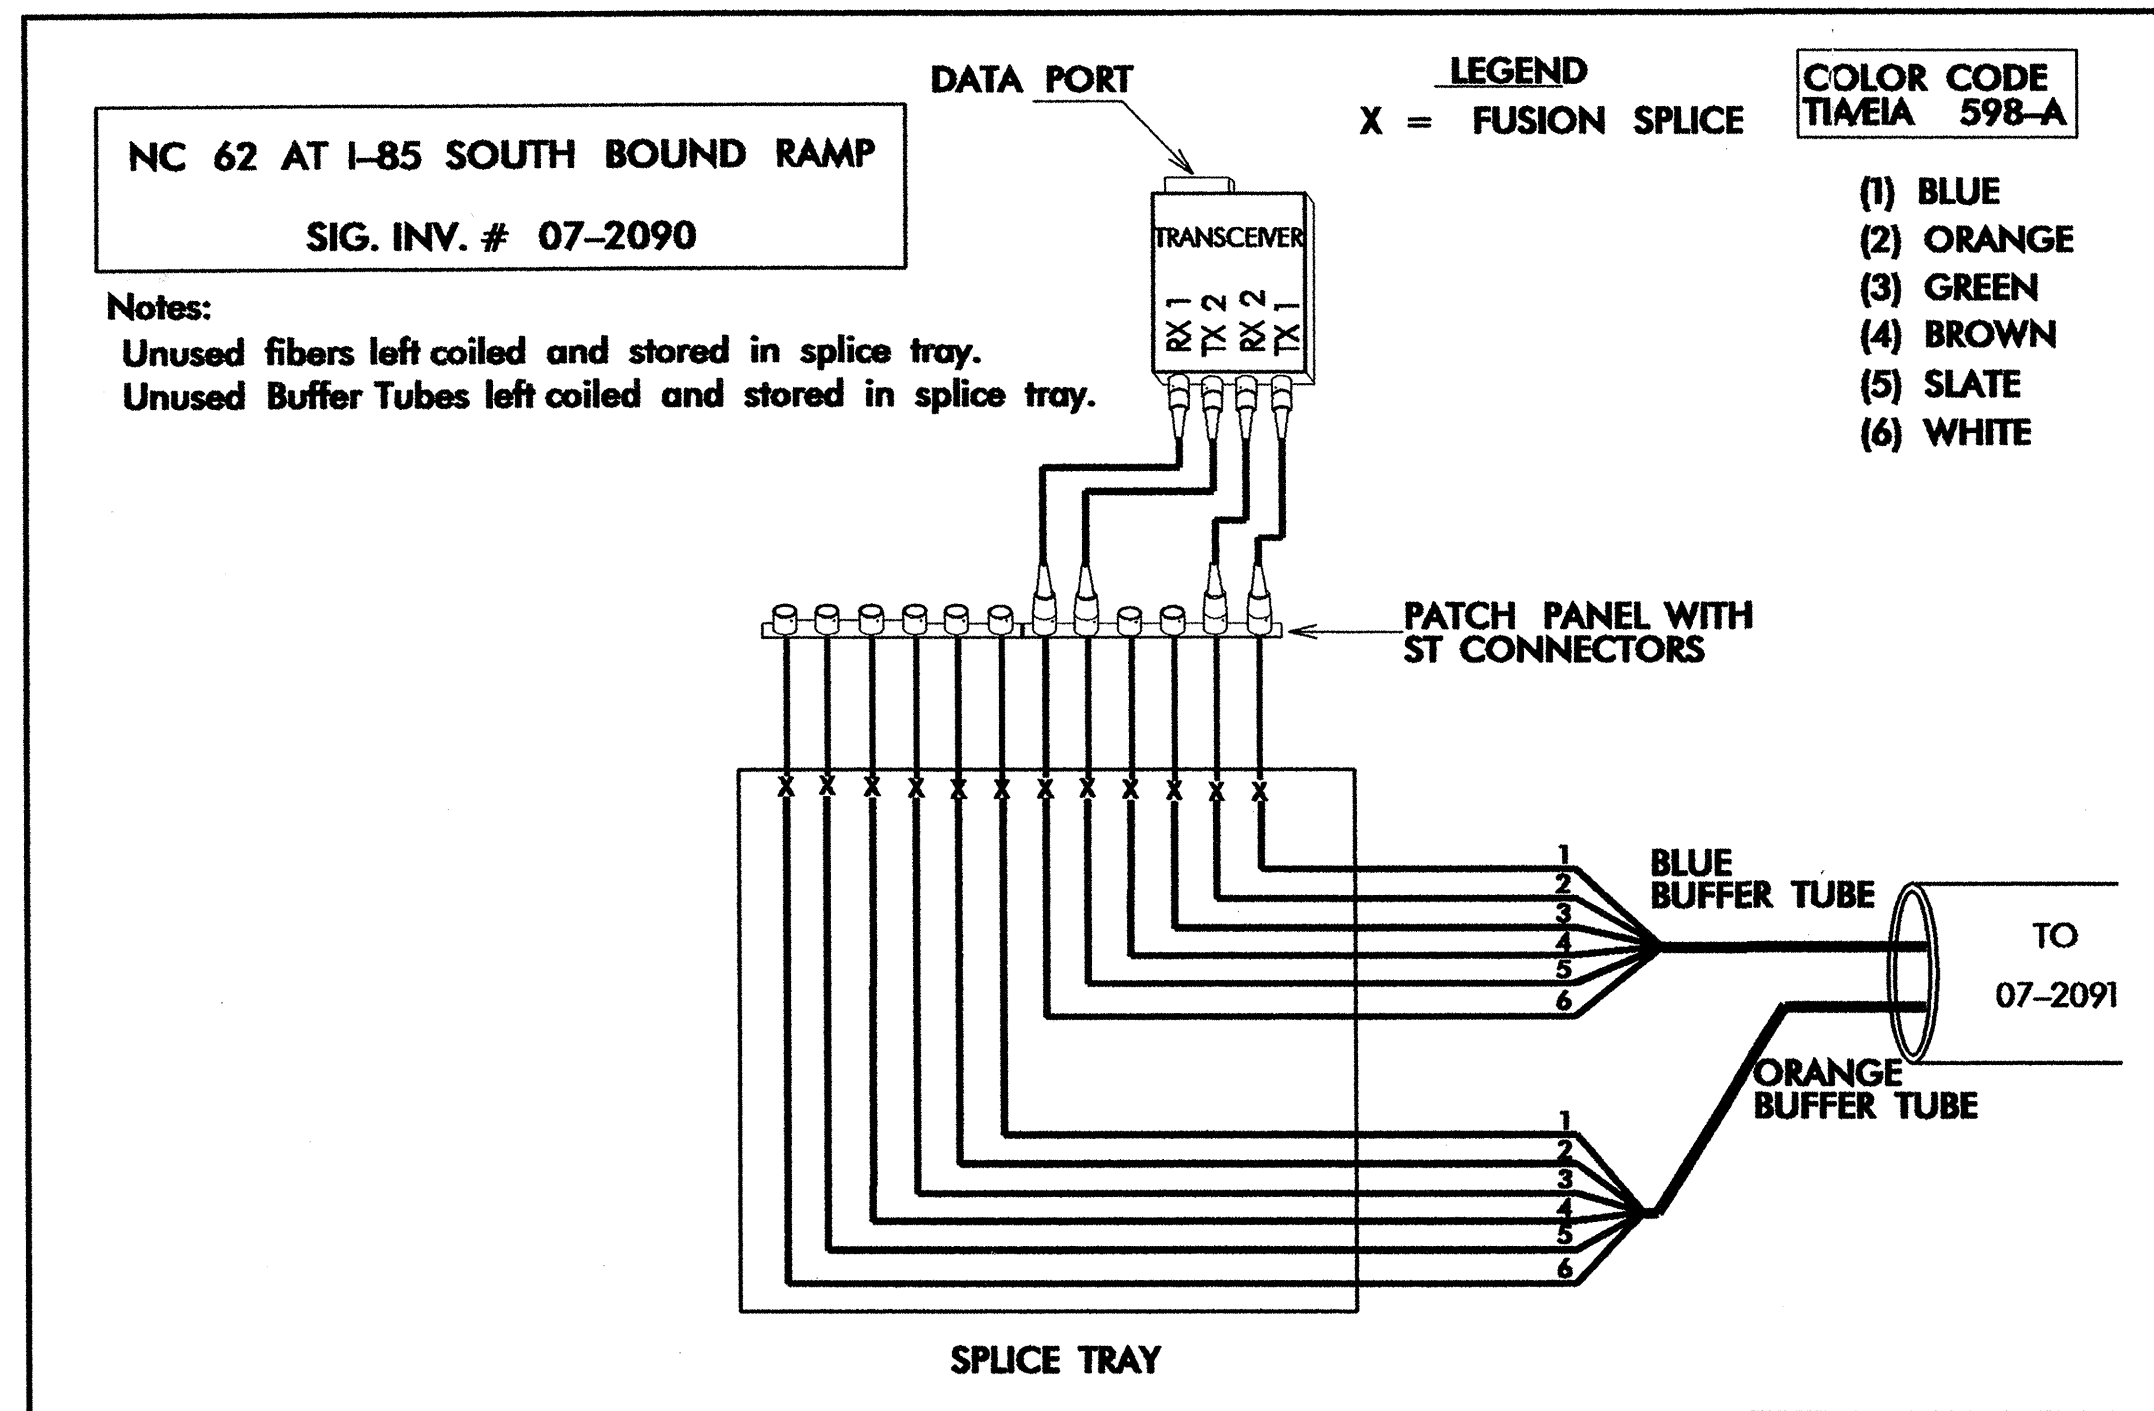 NC 62 AT I-85 SOUTH BOUND RAMP
SIG. INV. # 07-2090
Notes:
Unused fibers left coiled and stored in splice tray.
Unused Buffer Tubes left coiled and stored in splice tray.
DATA PORT
LEGEND
X = FUSION SPLICE
COLOR CODE
TIA/EIA 598-A
(1) BLUE
(2) ORANGE
(3) GREEN
(4) BROWN
(5) SLATE
(6) WHITE
TRANSCEIVER
RX 1
TX 2
RX 2
TX 1
PATCH PANEL WITH
ST CONNECTORS
X X X X X X X X X X X X
1
2
3
4
5
6
BLUE
BUFFER TUBE
TO
07-2091
ORANGE
BUFFER TUBE
1
2
3
4
5
6
SPLICE TRAY